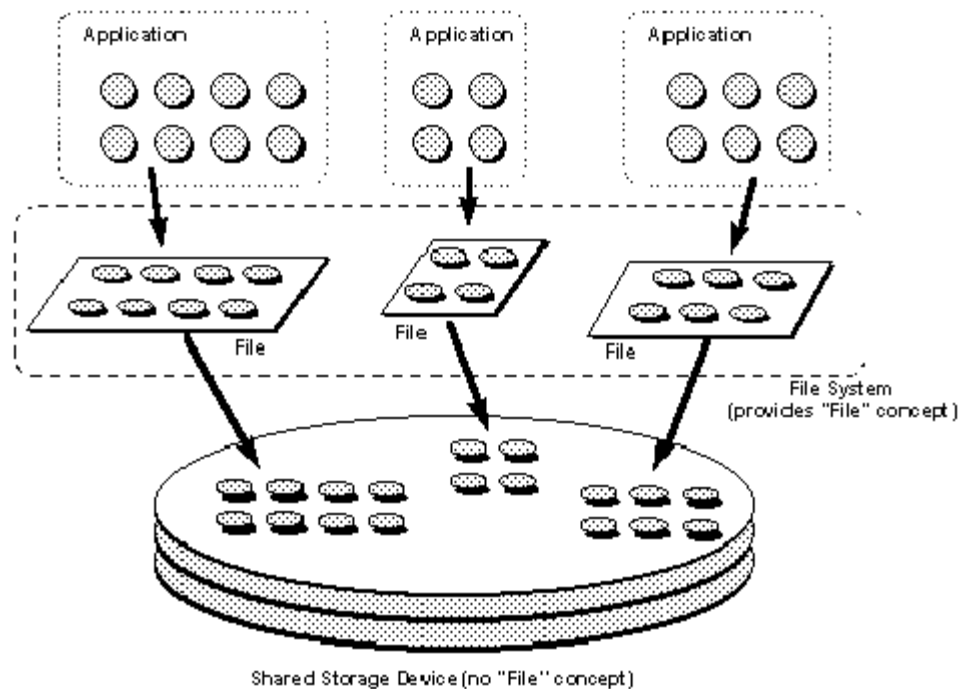 Application
Application
Application
File
File
File
File System
(provides "File" concept)
Shared Storage Device (no "File" concept)